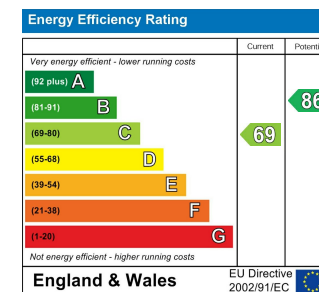 Energy Efficiency Rating
Current
Very energy efficient - lower running costs
(92 plus) A
(81-91) B
86
(69-80) C
69
(55-68) D
(39-54) E
(21-38) F
(1-20) G
Not energy efficient - higher running costs
England & Wales
EU Directive
2002/91/EC